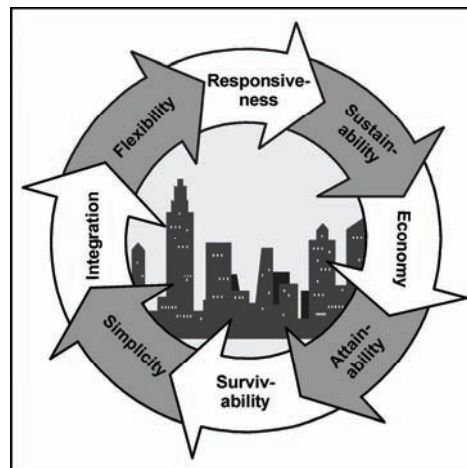 Responsive-
ness
Sustain-
ability
Economy
Attain-
ability
Surviv-
ability
Simplicity
Integration
Flexibility